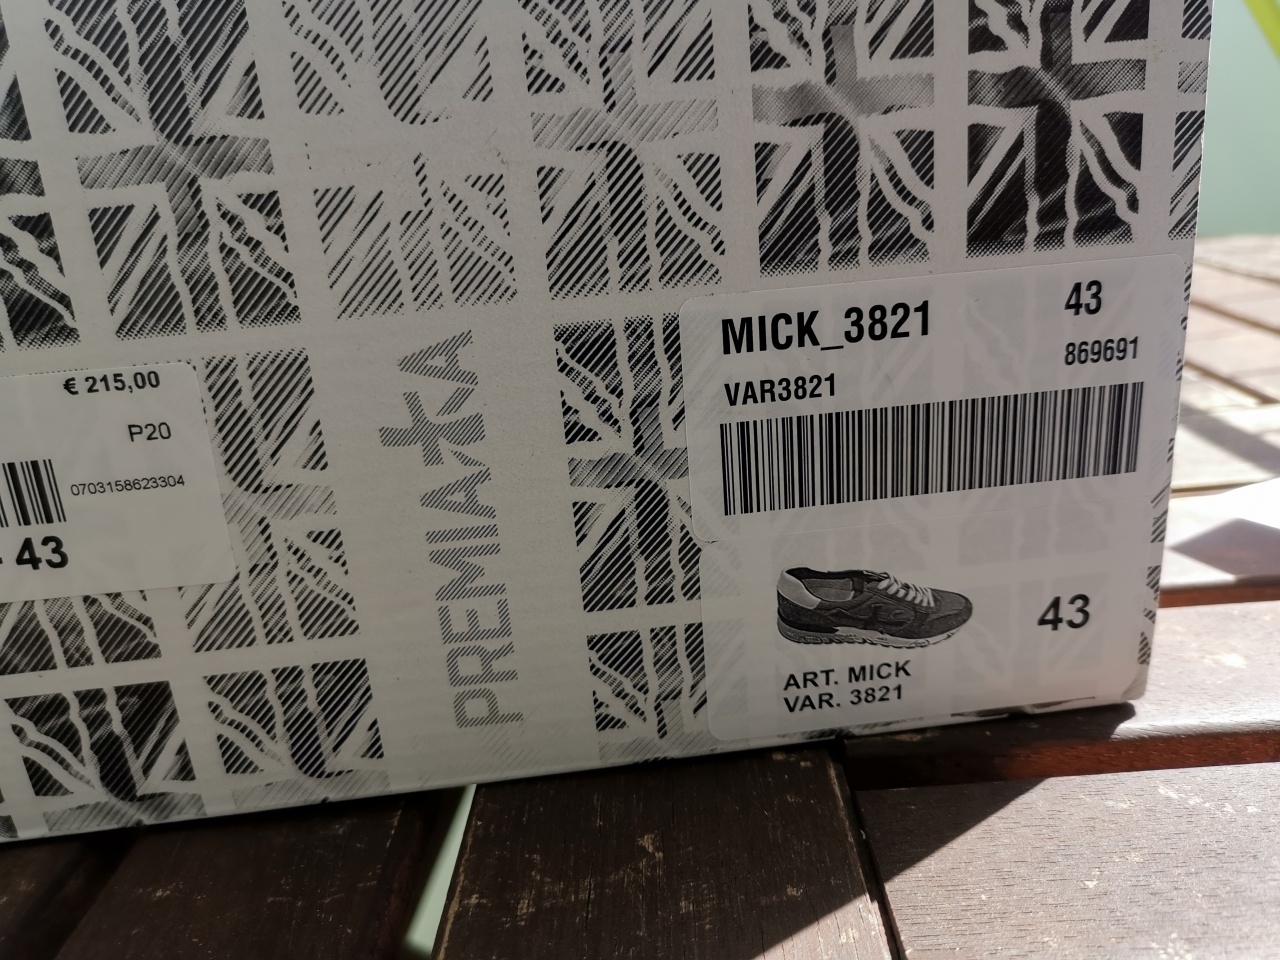 € 215,00
P20
0703158623304
- 43
PREMIATA
MICK_3821
43
VAR3821
869691
43
ART. MICK
VAR. 3821